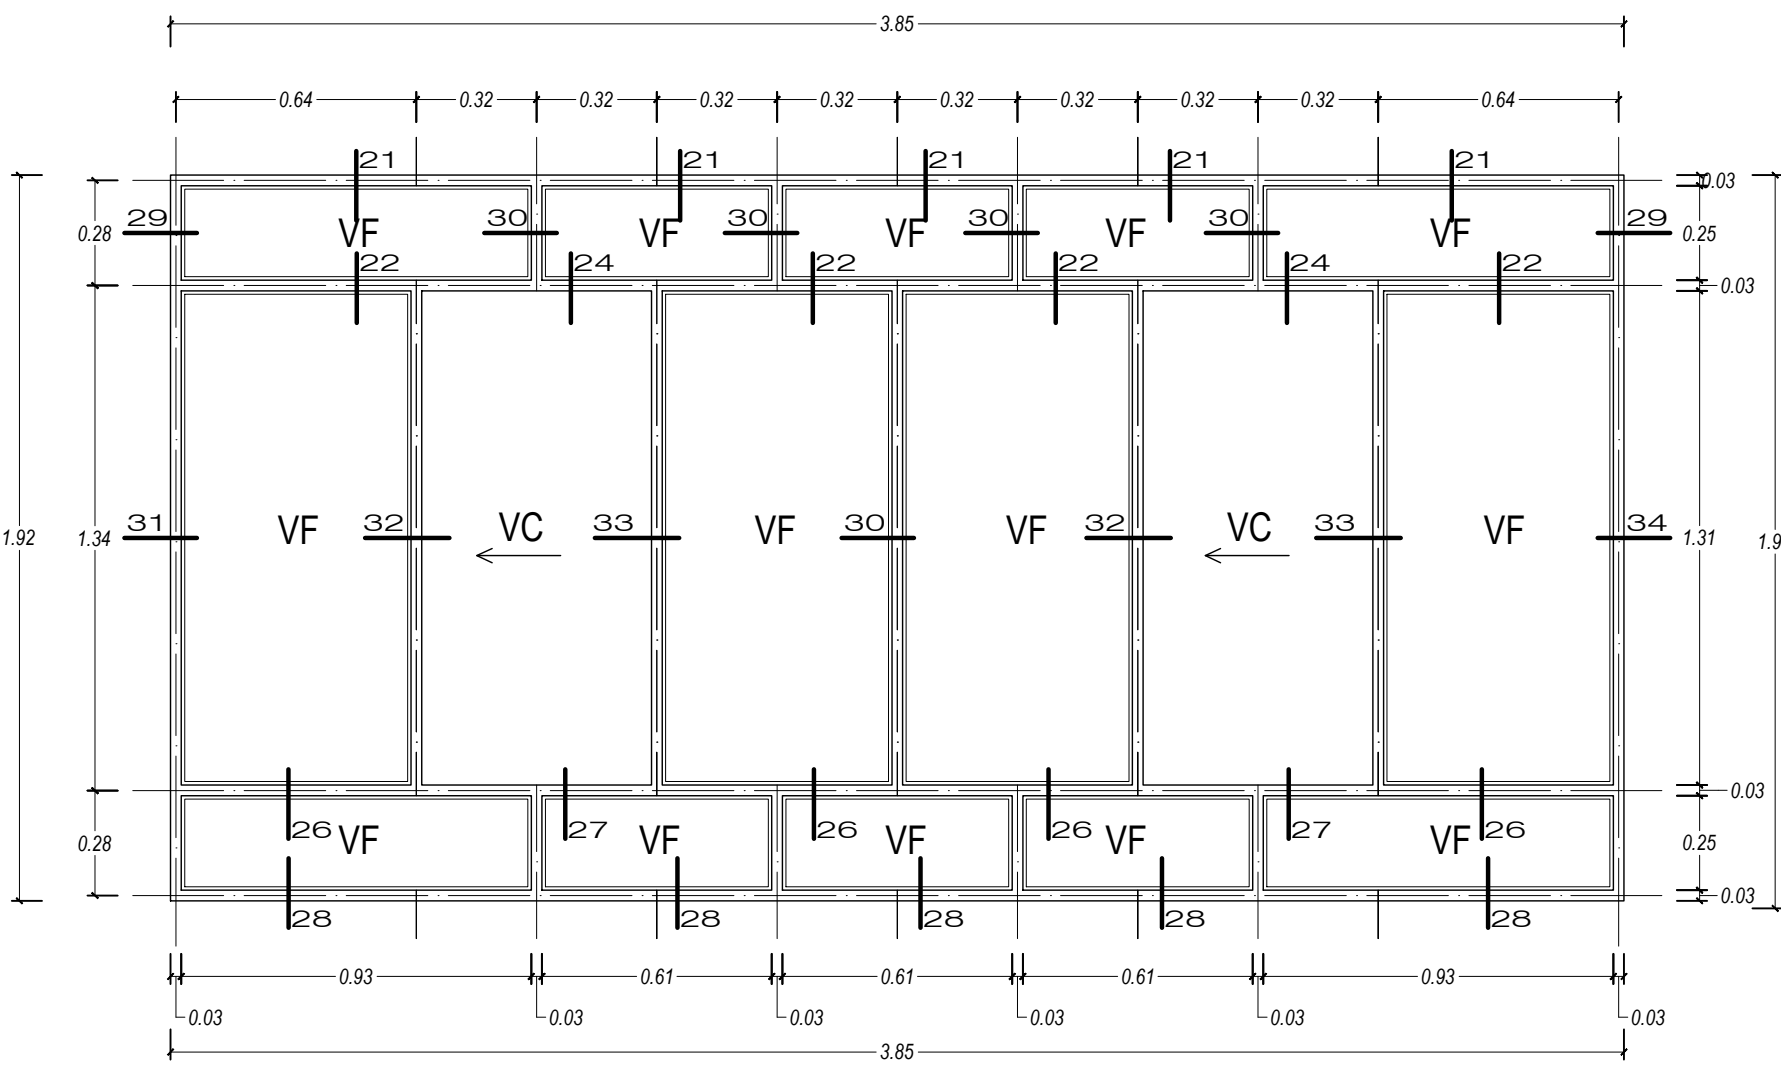 3.85
0.64 0.32 0.32 0.32 0.32 0.32 0.32 0.32 0.32 0.64
21 21 21 21 21
0.03
29 30 30 30 30 29
0.28 VF VF VF VF VF 0.25
22 24 22 22 24 22
0.03
31 32 33 30 32 33 34
1.92 1.34 VF VC VF VF VC VF 1.31 1.9
0.03
26 27 26 26 27 26
0.28 VF VF VF VF VF 0.25
0.03
28 28 28 28 28
0.93 0.61 0.61 0.61 0.93
0.03 0.03 0.03 0.03 0.03 0.03
3.85